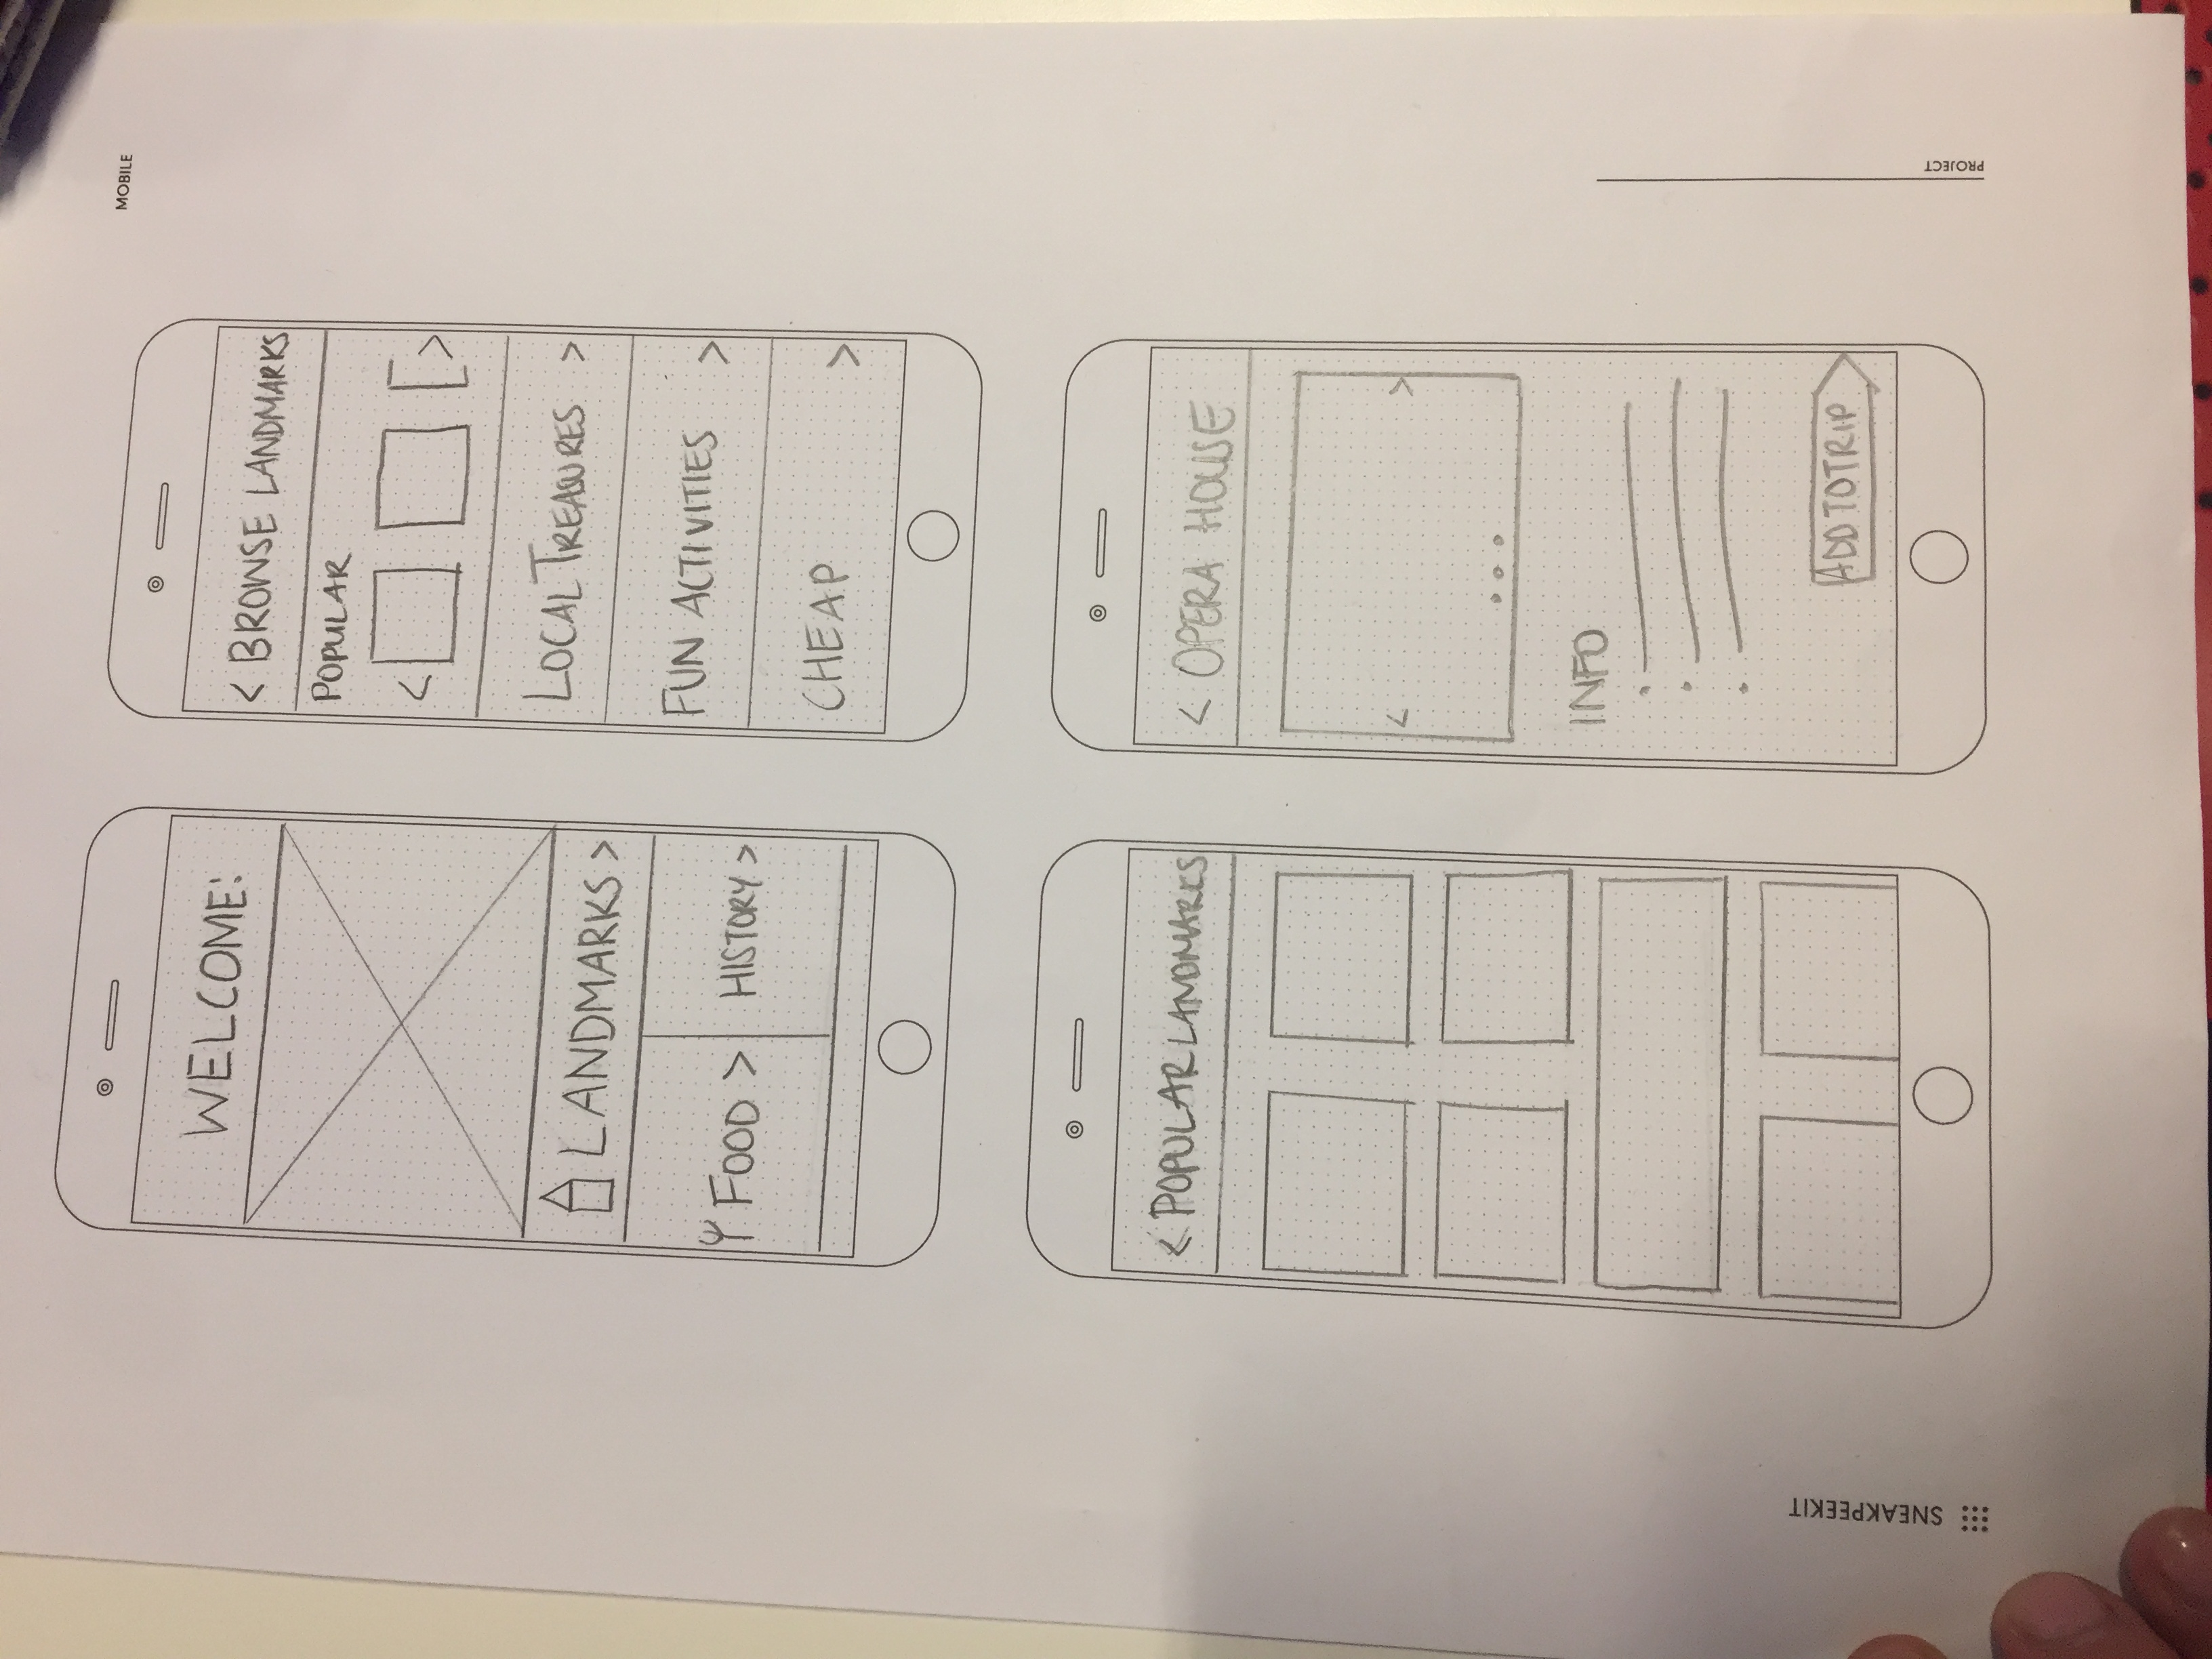 MOBILE
WELCOME:
LANDMARKS >
FOOD >
HISTORY >
< BROWSE LANDMARKS
POPULAR
< >
LOCAL TREASURES >
FUN ACTIVITIES >
CHEAP >
< POPULAR LANDMARKS
< OPERA HOUSE
< >
INFO
ADD TO TRIP
SNEAKPEEKIT
PROJECT